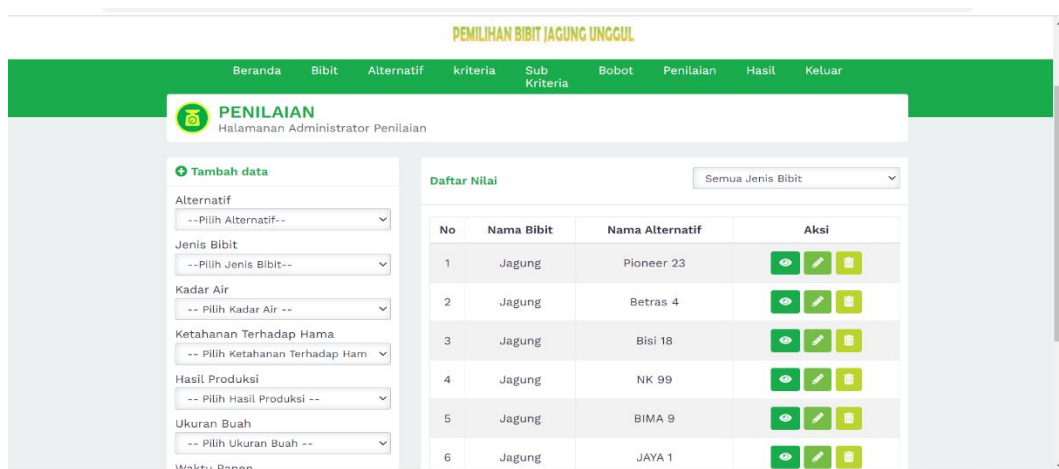 PEMILIHAN BIBIT JAGUNG UNGGUL
Beranda Bibit Alternatif kriteria Sub Kriteria Bobot Penilaian Hasil Keluar
PENILAIAN
Halamanan Administrator Penilaian
Tambah data
Alternatif
--Pilih Alternatif--
Jenis Bibit
--Pilih Jenis Bibit--
Kadar Air
-- Pilih Kadar Air --
Ketahanan Terhadap Hama
-- Pilih Ketahanan Terhadap Ham
Hasil Produksi
-- Pilih Hasil Produksi --
Ukuran Buah
-- Pilih Ukuran Buah --
Waktu Panen
Daftar Nilai
Semua Jenis Bibit
No Nama Bibit Nama Alternatif Aksi
1 Jagung Pioneer 23
2 Jagung Betras 4
3 Jagung Bisi 18
4 Jagung NK 99
5 Jagung BIMA 9
6 Jagung JAYA 1